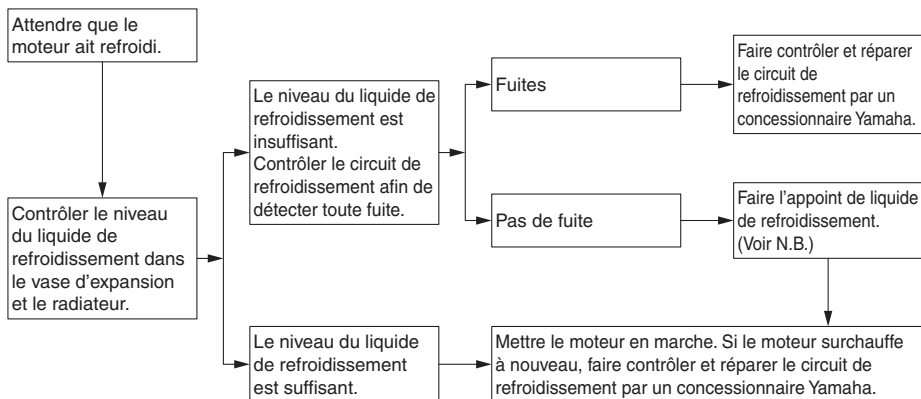 Attendre que le
moteur ait refroidi.
Contrôler le niveau
du liquide de
refroidissement dans
le vase d'expansion
et le radiateur.
Le niveau du liquide de
refroidissement est
insuffisant.
Contrôler le circuit de
refroidissement afin de
détecter toute fuite.
Fuites
Faire contrôler et réparer
le circuit de
refroidissement par un
concessionnaire Yamaha.
Pas de fuite
Faire l'appoint de liquide
de refroidissement.
(Voir N.B.)
Le niveau du liquide
de refroidissement
est suffisant.
Mettre le moteur en marche. Si le moteur surchauffe
à nouveau, faire contrôler et réparer le circuit de
refroidissement par un concessionnaire Yamaha.